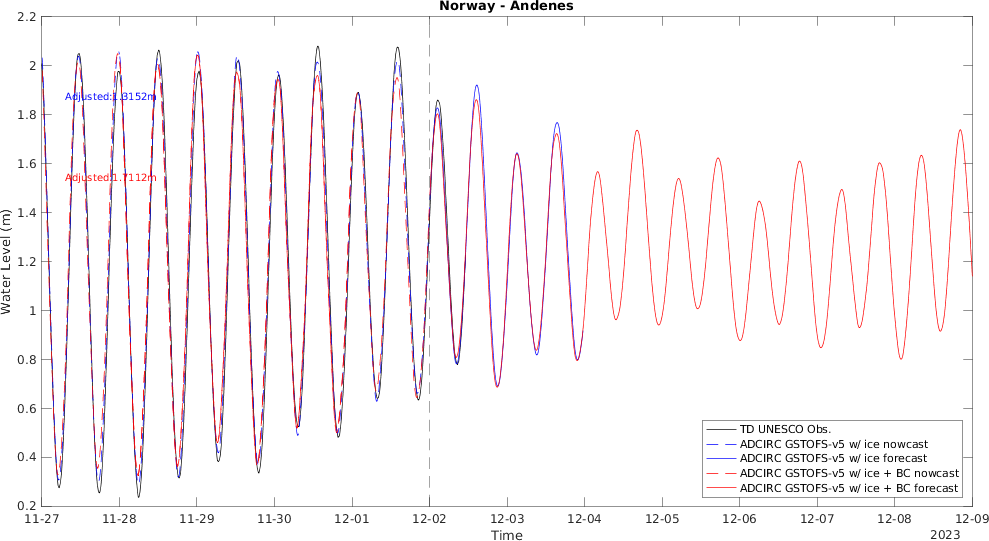 Norway - Andenes
2.2
2
1.8
1.6
1.4
1.2
1
0.8
0.6
0.4
0.2
Water Level (m)
Adjusted:1.3152m
Adjusted:1.7112m
TD UNESCO Obs.
ADCIRC GSTOFS-v5 w/ ice nowcast
ADCIRC GSTOFS-v5 w/ ice forecast
ADCIRC GSTOFS-v5 w/ ice + BC nowcast
ADCIRC GSTOFS-v5 w/ ice + BC forecast
11-27 11-28 11-29 11-30 12-01 12-02 12-03 12-04 12-05 12-06 12-07 12-08 12-09
Time
2023